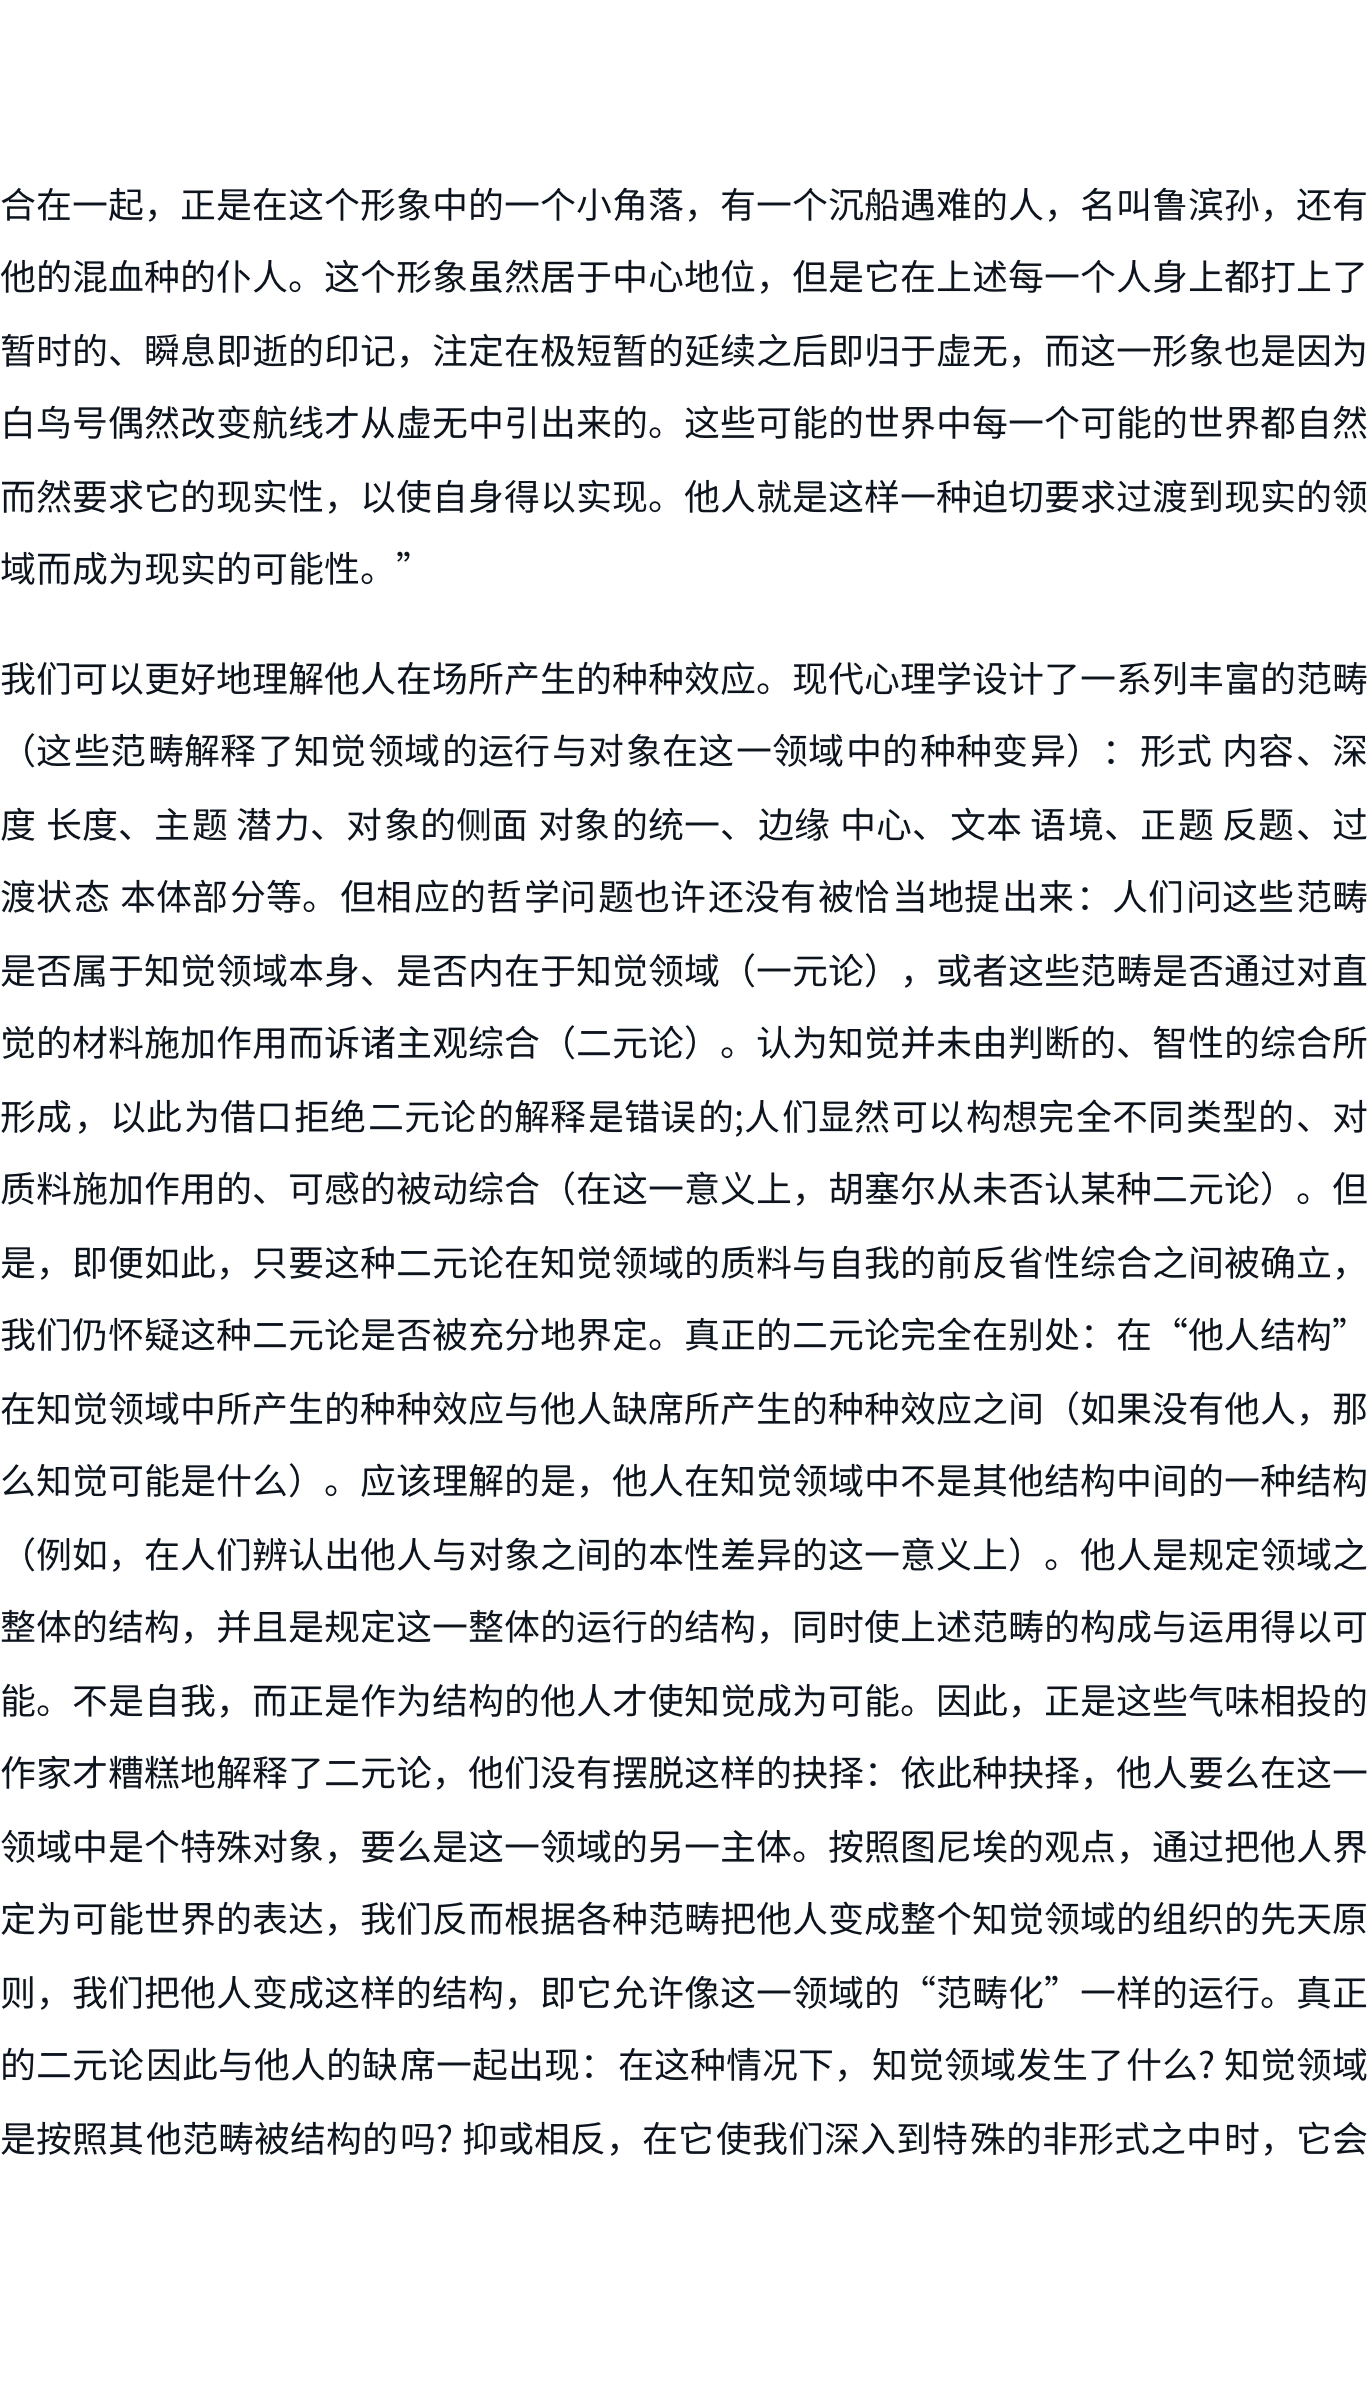 合在一起，正是在这个形象中的一个小角落，有一个沉船遇难的人，名叫鲁滨孙，还有
他的混血种的仆人。这个形象虽然居于中心地位，但是它在上述每一个人身上都打上了
暂时的、瞬息即逝的印记，注定在极短暂的延续之后即归于虚无，而这一形象也是因为
白鸟号偶然改变航线才从虚无中引出来的。这些可能的世界中每一个可能的世界都自然
而然要求它的现实性，以使自身得以实现。他人就是这样一种迫切要求过渡到现实的领
域而成为现实的可能性。”
我们可以更好地理解他人在场所产生的种种效应。现代心理学设计了一系列丰富的范畴
（这些范畴解释了知觉领域的运行与对象在这一领域中的种种变异）：形式 内容、深
度 长度、主题 潜力、对象的侧面 对象的统一、边缘 中心、文本 语境、正题 反题、过
渡状态 本体部分等。但相应的哲学问题也许还没有被恰当地提出来：人们问这些范畴
是否属于知觉领域本身、是否内在于知觉领域（一元论），或者这些范畴是否通过对直
觉的材料施加作用而诉诸主观综合（二元论）。认为知觉并未由判断的、智性的综合所
形成，以此为借口拒绝二元论的解释是错误的;人们显然可以构想完全不同类型的、对
质料施加作用的、可感的被动综合（在这一意义上，胡塞尔从未否认某种二元论）。但
是，即便如此，只要这种二元论在知觉领域的质料与自我的前反省性综合之间被确立，
我们仍怀疑这种二元论是否被充分地界定。真正的二元论完全在别处：在“他人结构”
在知觉领域中所产生的种种效应与他人缺席所产生的种种效应之间（如果没有他人，那
么知觉可能是什么）。应该理解的是，他人在知觉领域中不是其他结构中间的一种结构
（例如，在人们辨认出他人与对象之间的本性差异的这一意义上）。他人是规定领域之
整体的结构，并且是规定这一整体的运行的结构，同时使上述范畴的构成与运用得以可
能。不是自我，而正是作为结构的他人才使知觉成为可能。因此，正是这些气味相投的
作家才糟糕地解释了二元论，他们没有摆脱这样的抉择：依此种抉择，他人要么在这一
领域中是个特殊对象，要么是这一领域的另一主体。按照图尼埃的观点，通过把他人界
定为可能世界的表达，我们反而根据各种范畴把他人变成整个知觉领域的组织的先天原
则，我们把他人变成这样的结构，即它允许像这一领域的“范畴化”一样的运行。真正
的二元论因此与他人的缺席一起出现：在这种情况下，知觉领域发生了什么? 知觉领域
是按照其他范畴被结构的吗? 抑或相反，在它使我们深入到特殊的非形式之中时，它会